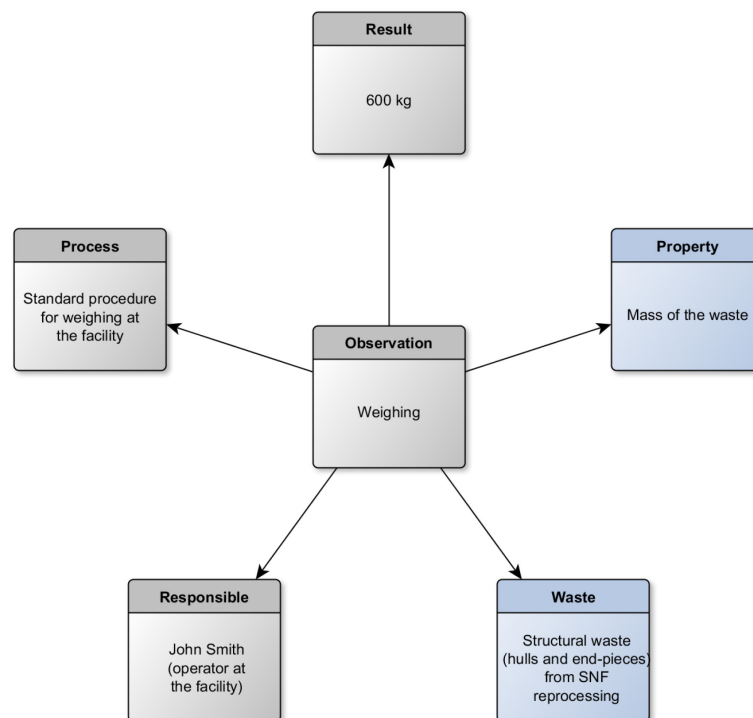 Result
600 kg
Process
Standard procedure
for weighing at
the facility
Property
Mass of the waste
Observation
Weighing
Responsible
John Smith
(operator at
the facility)
Waste
Structural waste
(hulls and end-pieces)
from SNF
reprocessing